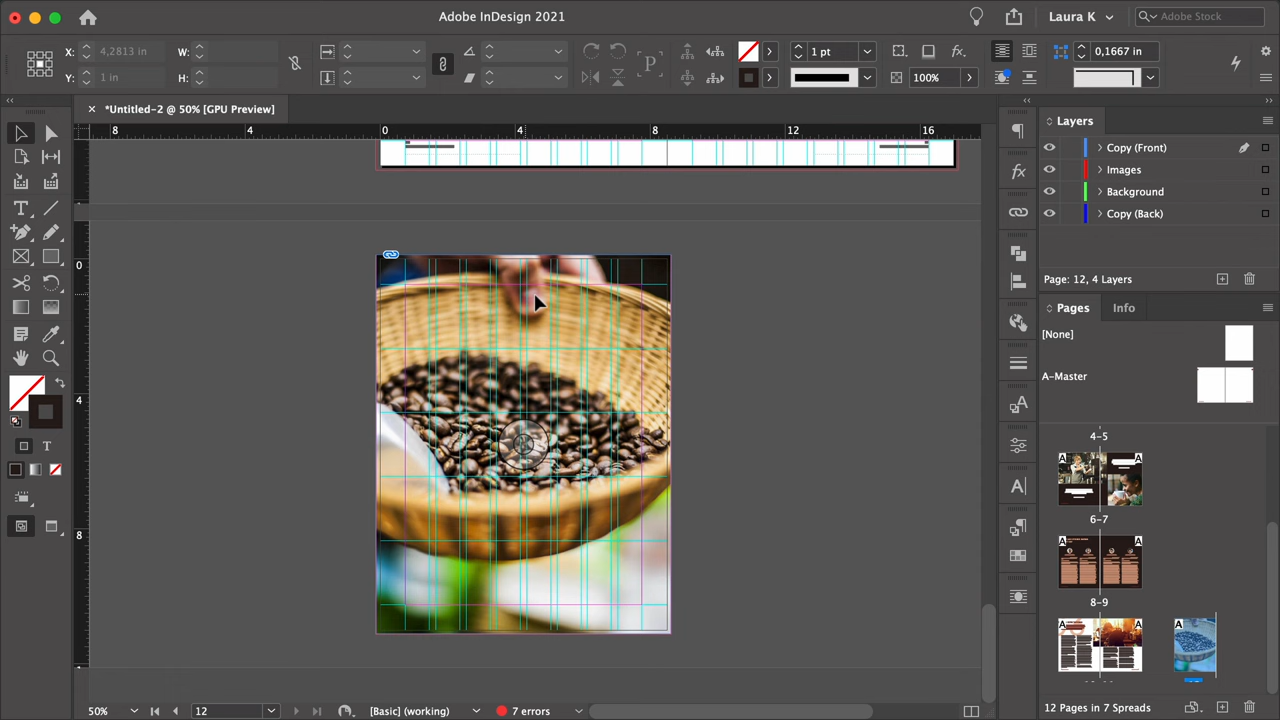 Adobe InDesign 2021
Laura K
Adobe Stock
X: 4,2813 in W:
Y: 1 in H:
1 pt
100%
fx.
0,1667 in
*Untitled-2 @ 50% [GPU Preview]
8 4 0 4 8 12 16
0
4
8
Layers
Copy (Front)
Images
Background
Copy (Back)
Page: 12, 4 Layers
Pages Info
[None]
A-Master
4-5
6-7
8-9
50% 12 [Basic] (working) 7 errors
12 Pages in 7 Spreads